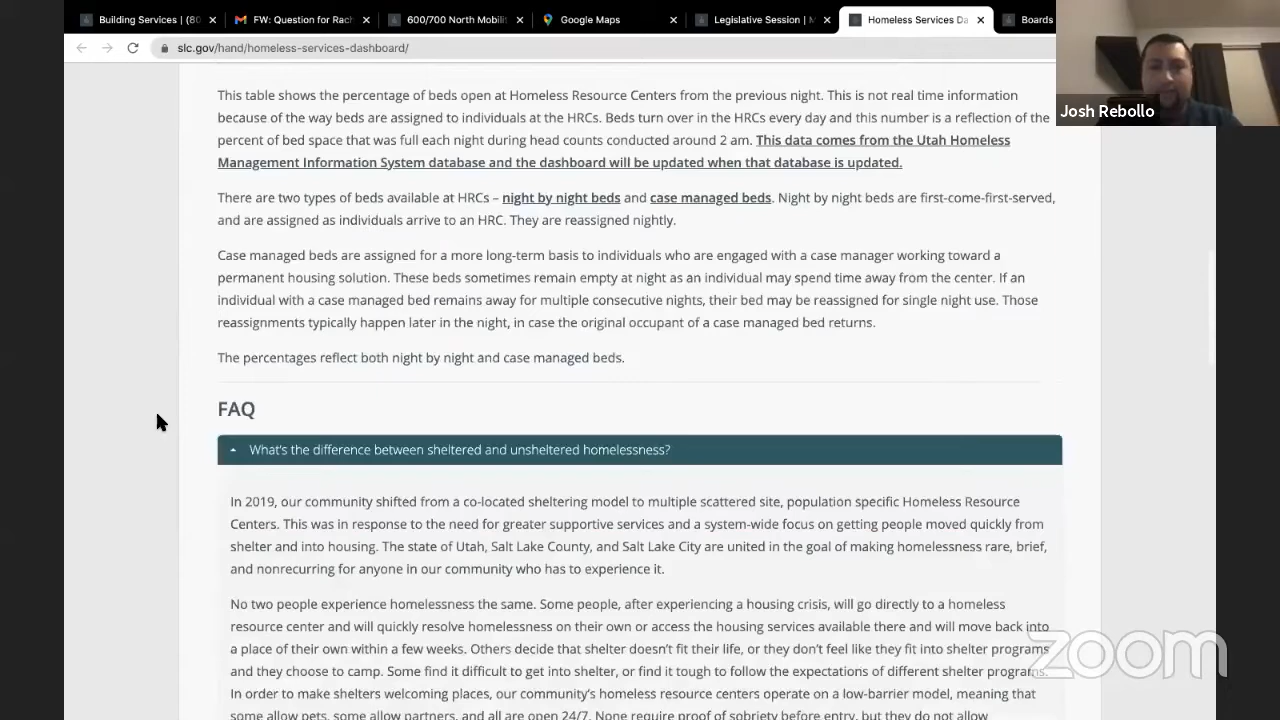 Building Services | (80
FW: Question for Rach
600/700 North Mobili
Google Maps
Legislative Session | M
Homeless Services Da
Boards
slc.gov/hand/homeless-services-dashboard/
Josh Rebollo
This table shows the percentage of beds open at Homeless Resource Centers from the previous night. This is not real time information
because of the way beds are assigned to individuals at the HRCs. Beds turn over in the HRCs every day and this number is a reflection of the
percent of bed space that was full each night during head counts conducted around 2 am. This data comes from the Utah Homeless
Management Information System database and the dashboard will be updated when that database is updated.
There are two types of beds available at HRCs – night by night beds and case managed beds. Night by night beds are first-come-first-served,
and are assigned as individuals arrive to an HRC. They are reassigned nightly.
Case managed beds are assigned for a more long-term basis to individuals who are engaged with a case manager working toward a
permanent housing solution. These beds sometimes remain empty at night as an individual may spend time away from the center. If an
individual with a case managed bed remains away for multiple consecutive nights, their bed may be reassigned for single night use. Those
reassignments typically happen later in the night, in case the original occupant of a case managed bed returns.
The percentages reflect both night by night and case managed beds.
FAQ
What's the difference between sheltered and unsheltered homelessness?
In 2019, our community shifted from a co-located sheltering model to multiple scattered site, population specific Homeless Resource
Centers. This was in response to the need for greater supportive services and a system-wide focus on getting people moved quickly from
shelter and into housing. The state of Utah, Salt Lake County, and Salt Lake City are united in the goal of making homelessness rare, brief,
and nonrecurring for anyone in our community who has to experience it.
No two people experience homelessness the same. Some people, after experiencing a housing crisis, will go directly to a homeless
resource center and will quickly resolve homelessness on their own or access the housing services available there and will move back into
a place of their own within a few weeks. Others decide that shelter doesn't fit their life, or they don't feel like they fit into shelter programs
and they choose to camp. Some find it difficult to get into shelter, or find it tough to follow the expectations of different shelter programs.
In order to make shelters welcoming places, our community's homeless resource centers operate on a low-barrier model, meaning that
some allow pets, some allow partners, and all are open 24/7. None require proof of sobriety before entry, but they do not allow
zoom